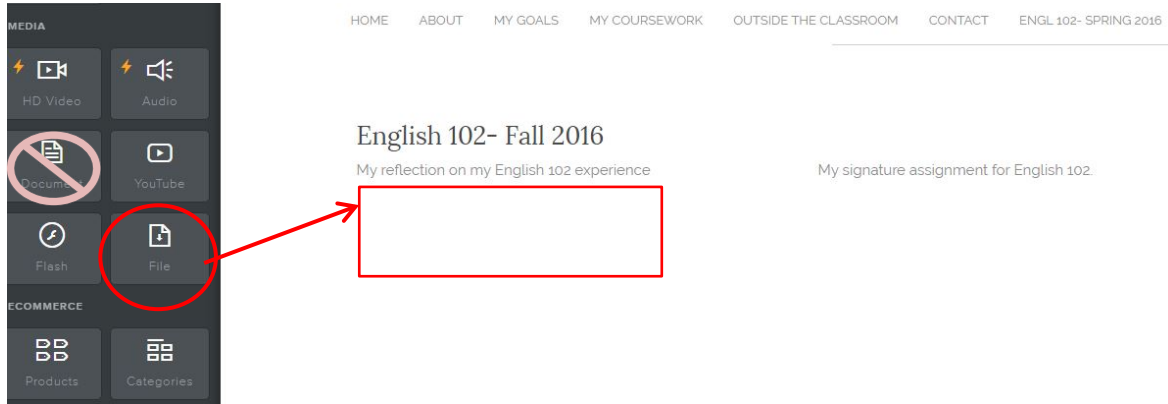 MEDIA
HD Video Audio
Document YouTube
Flash File
ECOMMERCE
Products Categories
HOME ABOUT MY GOALS MY COURSEWORK OUTSIDE THE CLASSROOM CONTACT ENGL 102- SPRING 2016
English 102- Fall 2016
My reflection on my English 102 experience
My signature assignment for English 102.